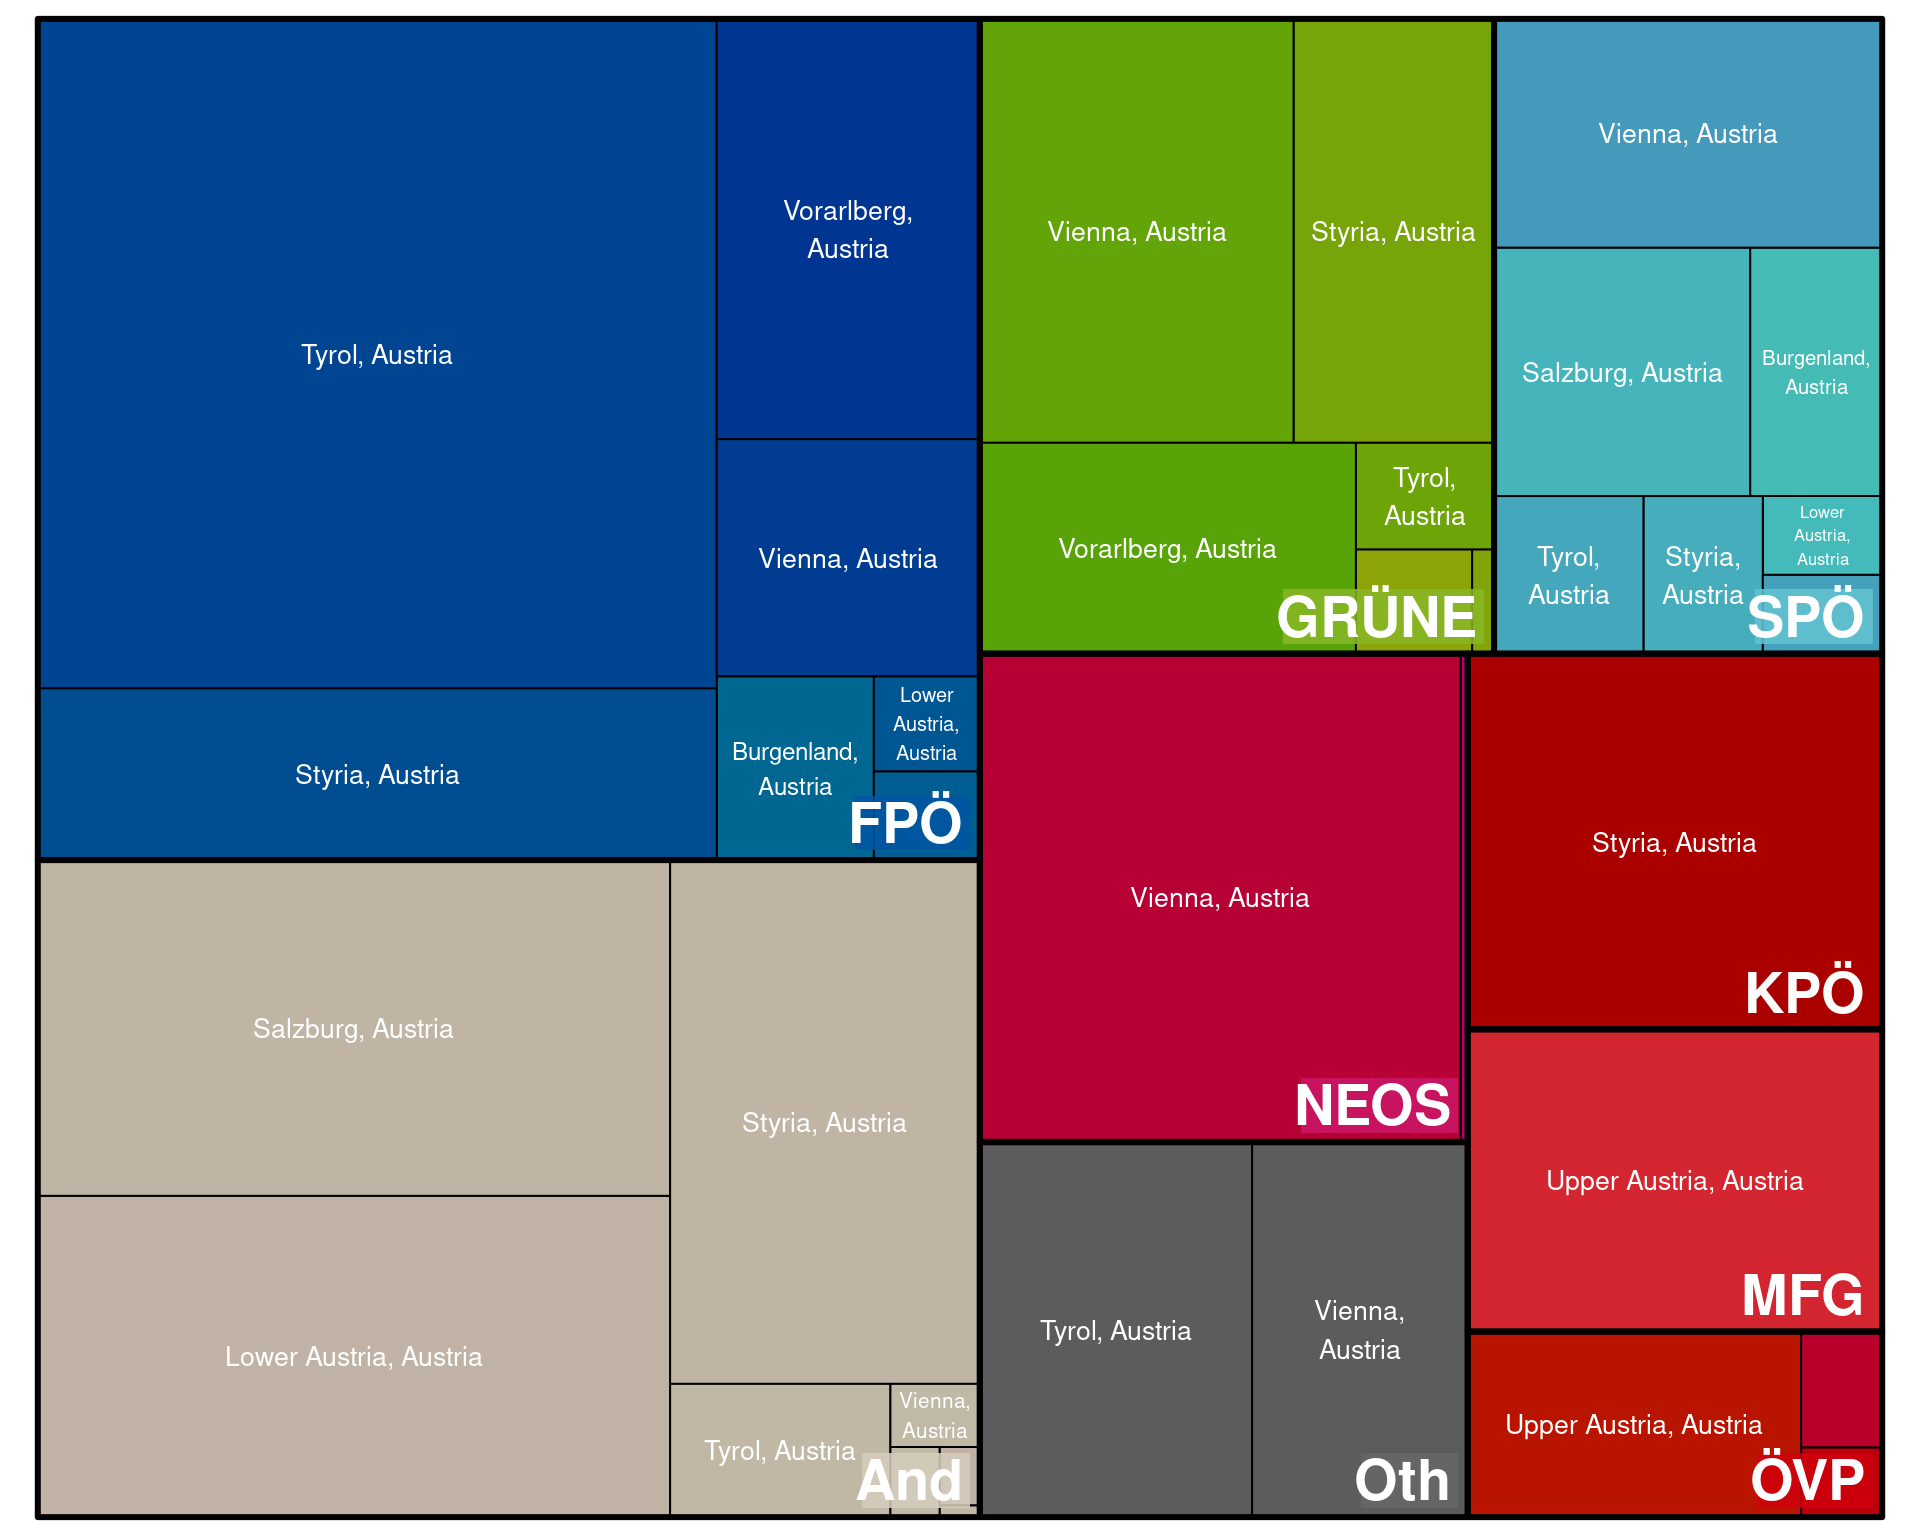 Tyrol, Austria
Styria, Austria
Vorarlberg,
Austria
Vienna, Austria
Burgenland,
Austria
Lower
Austria,
Austria
FPÖ
Salzburg, Austria
Lower Austria, Austria
Styria, Austria
Tyrol, Austria
Vienna,
Austria
And
Vienna, Austria
Styria, Austria
Vorarlberg, Austria
Tyrol,
Austria
GRÜNE
Vienna, Austria
Salzburg, Austria
Burgenland,
Austria
Tyrol,
Austria
Styria,
Austria
Lower
Austria,
Austria
SPÖ
Vienna, Austria
NEOS
Styria, Austria
KPÖ
Upper Austria, Austria
MFG
Tyrol, Austria
Vienna,
Austria
Oth
Upper Austria, Austria
ÖVP